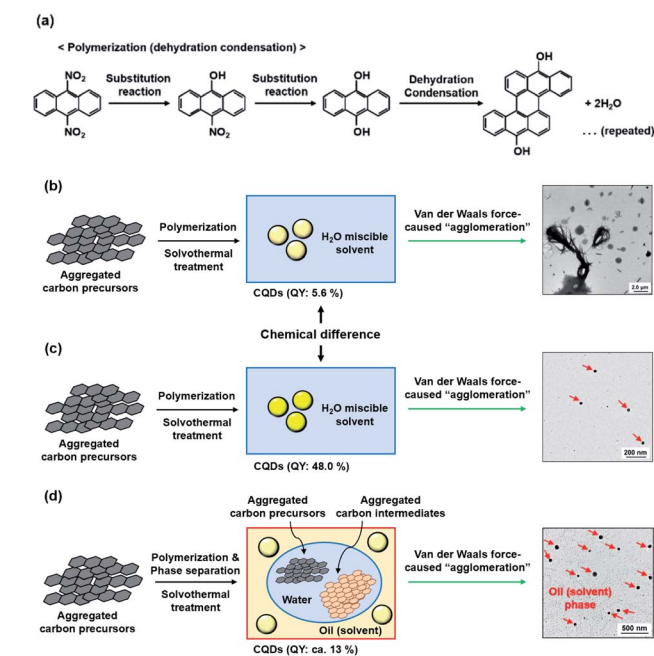 (a)
< Polymerization (dehydration condensation) >
NO2
NO2
Substitution
reaction
OH
NO2
Substitution
reaction
OH
OH
Dehydration
Condensation
OH
OH
+ 2H2O
. . . (repeated)
(b)
Aggregated
carbon precursors
Polymerization
Solvothermal
treatment
H2O miscible
solvent
CQDs (QY: 5.6 %)
Van der Waals force-
caused “agglomeration”
2.0 µm
Chemical difference
(c)
Aggregated
carbon precursors
Polymerization
Solvothermal
treatment
H2O miscible
solvent
CQDs (QY: 48.0 %)
Van der Waals force-
caused “agglomeration”
200 nm
(d)
Aggregated
carbon precursors
Polymerization &
Phase separation
Solvothermal
treatment
Aggregated
carbon precursors
Aggregated
carbon intermediates
Water
Oil (solvent)
CQDs (QY: ca. 13 %)
Van der Waals force-
caused “agglomeration”
Oil (solvent)
phase
500 nm